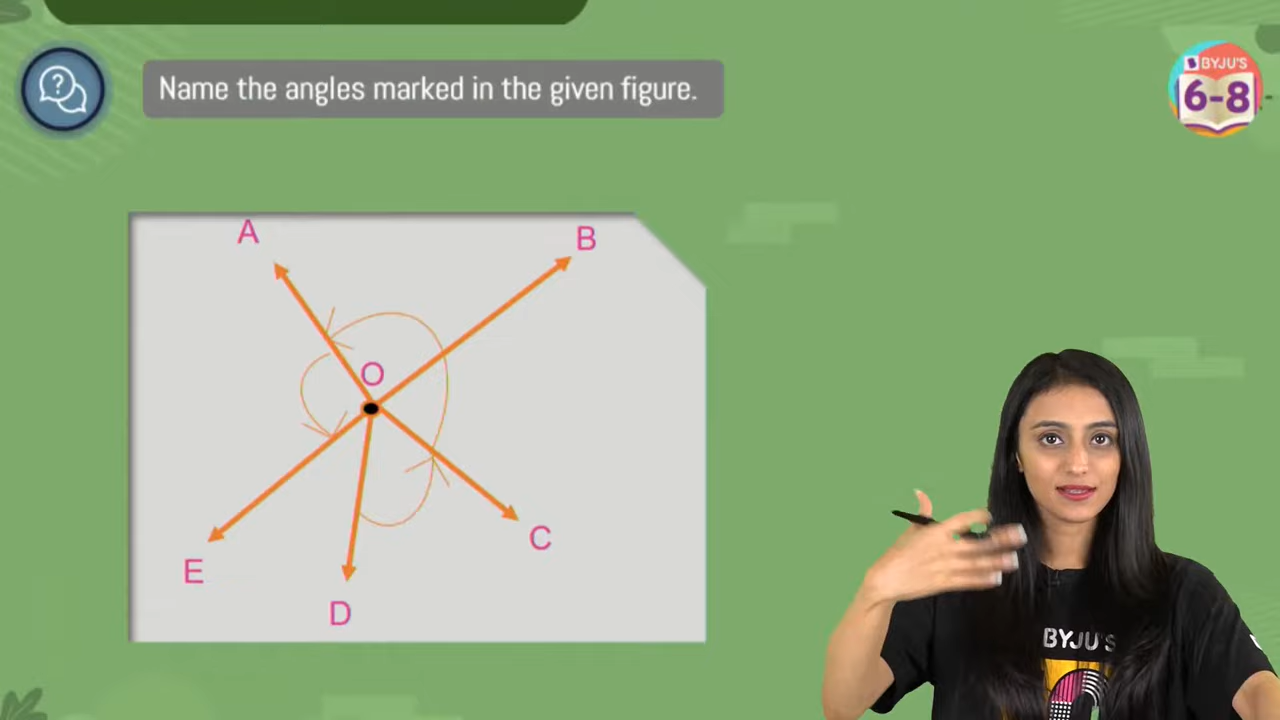 Name the angles marked in the given figure.
BYJU'S
6-8
A
B
O
C
E
D
BYJU'S